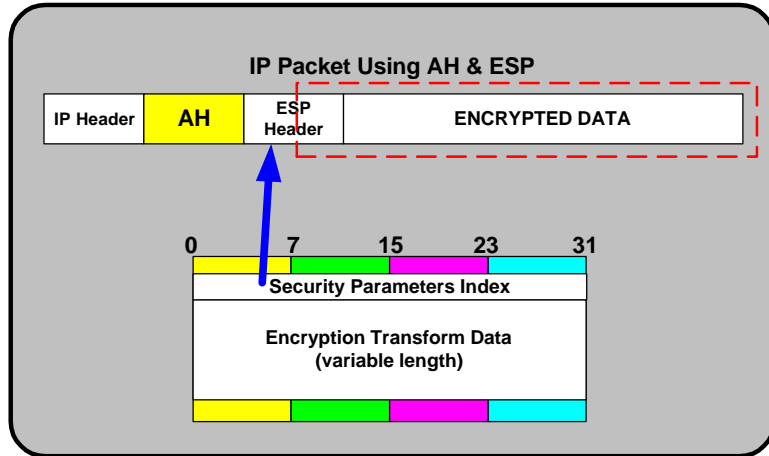 IP Packet Using AH & ESP
IP Header AH ESP Header ENCRYPTED DATA
0 7 15 23 31
Security Parameters Index
Encryption Transform Data
(variable length)